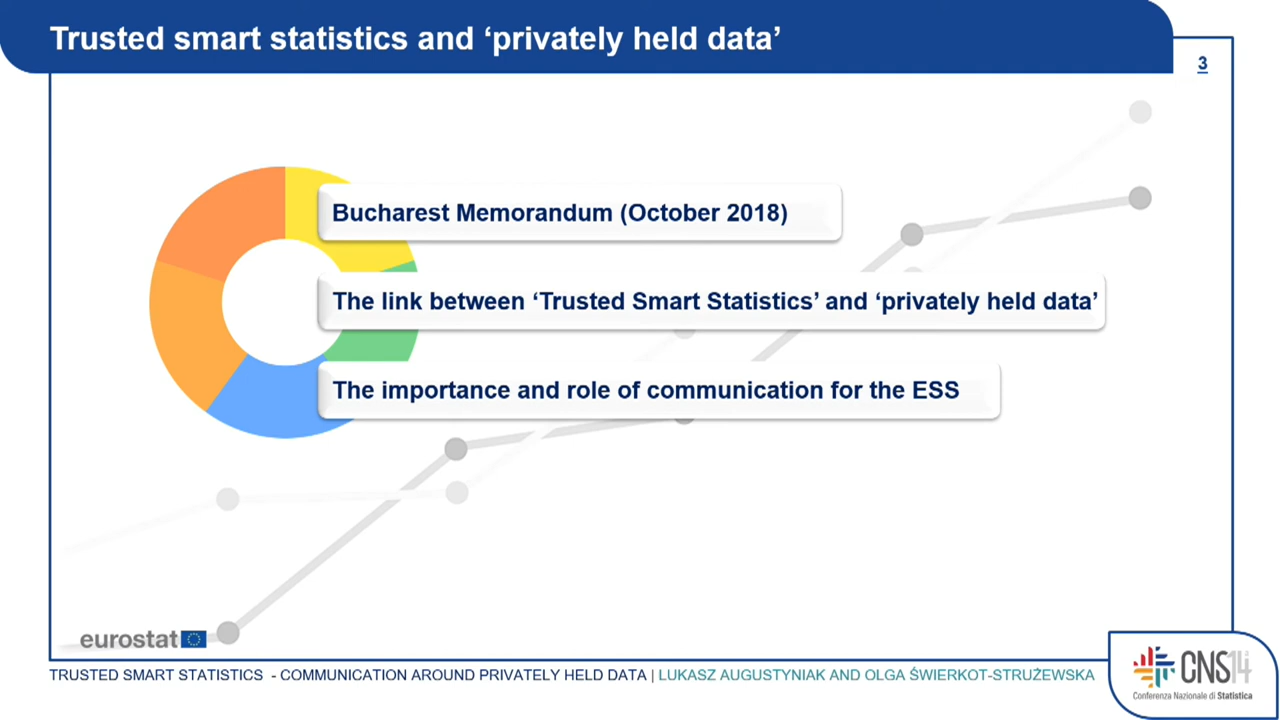 Trusted smart statistics and ‘privately held data’
3
Bucharest Memorandum (October 2018)
The link between ‘Trusted Smart Statistics’ and ‘privately held data’
The importance and role of communication for the ESS
eurostat
TRUSTED SMART STATISTICS - COMMUNICATION AROUND PRIVATELY HELD DATA | LUKASZ AUGUSTYNIAK AND OLGA ŚWIERKOT-STRUŻEWSKA
CNS14
Conferenza Nazionale di Statistica